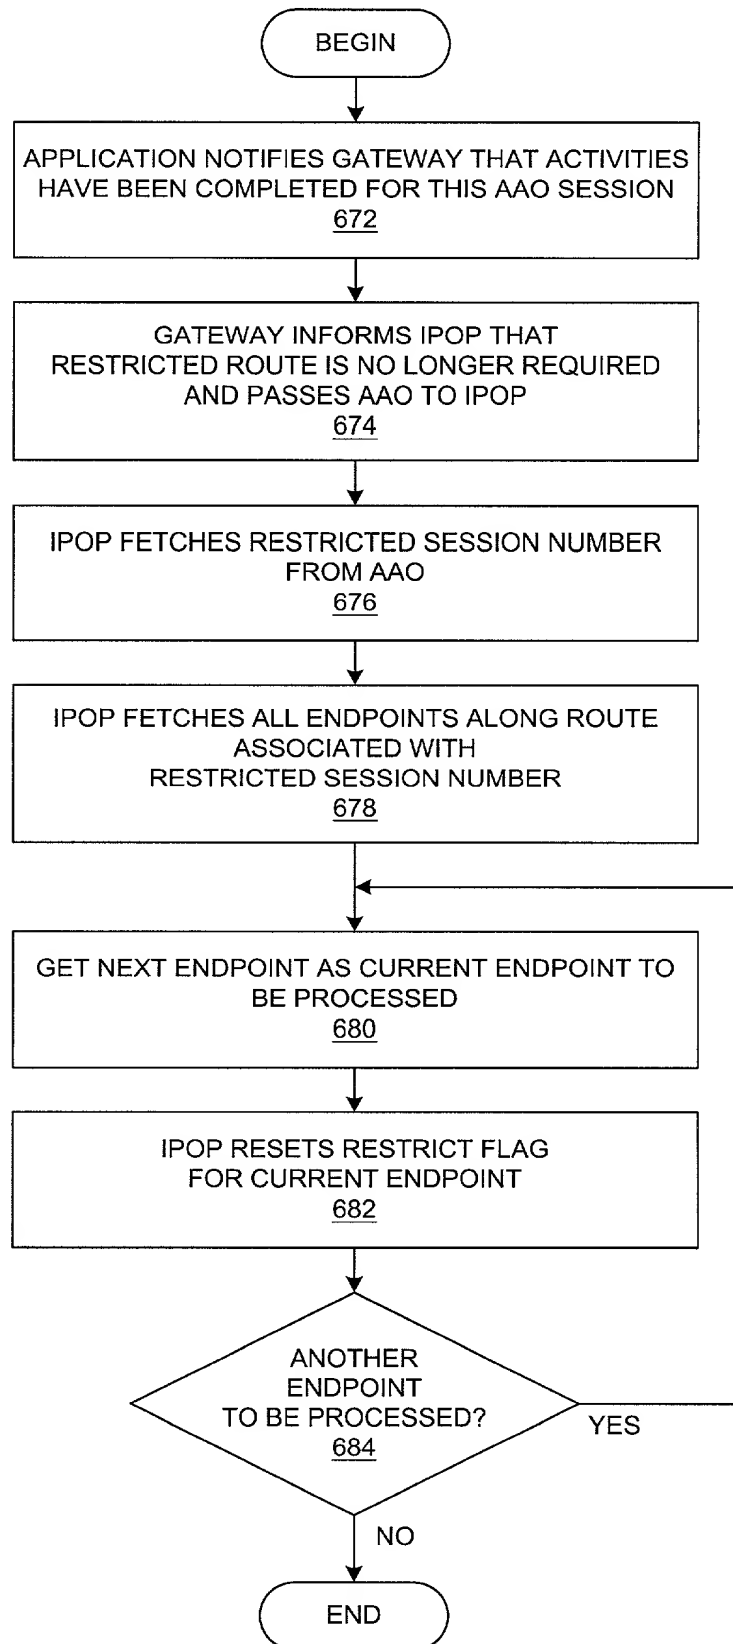 BEGIN
APPLICATION NOTIFIES GATEWAY THAT ACTIVITIES
HAVE BEEN COMPLETED FOR THIS AAO SESSION
672
GATEWAY INFORMS IPOP THAT
RESTRICTED ROUTE IS NO LONGER REQUIRED
AND PASSES AAO TO IPOP
674
IPOP FETCHES RESTRICTED SESSION NUMBER
FROM AAO
676
IPOP FETCHES ALL ENDPOINTS ALONG ROUTE
ASSOCIATED WITH
RESTRICTED SESSION NUMBER
678
GET NEXT ENDPOINT AS CURRENT ENDPOINT TO
BE PROCESSED
680
IPOP RESETS RESTRICT FLAG
FOR CURRENT ENDPOINT
682
ANOTHER
ENDPOINT
TO BE PROCESSED?
684
YES
NO
END